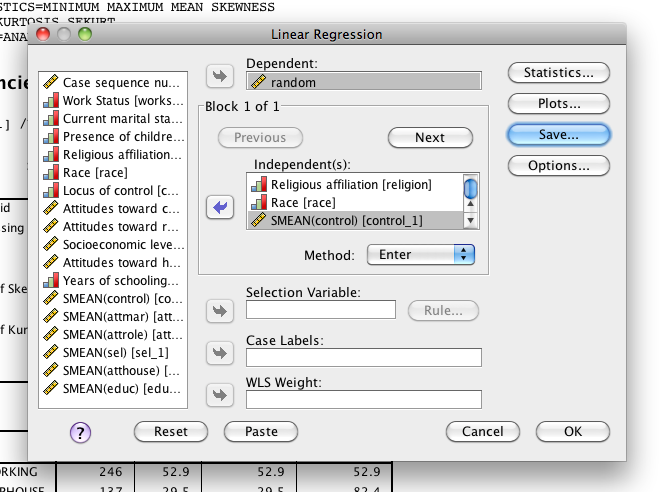 STICS=MINIMUM MAXIMUM MEAN SKEWNESS
KURTOSIS SEKURT
=ANA
Linear Regression
ncie
.] /
id
sing
f Ske
f Kur
Case sequence nu...
Work Status [works...
Current marital sta...
Presence of childre...
Religious affiliation...
Race [race]
Locus of control [c...
Attitudes toward c...
Attitudes toward r...
Socioeconomic leve...
Attitudes toward h...
Years of schooling...
SMEAN(control) [co...
SMEAN(attmar) [att...
SMEAN(attrole) [att...
SMEAN(sel) [sel_1]
SMEAN(atthouse) [...
SMEAN(educ) [edu...
Dependent:
random
Block 1 of 1
Previous
Next
Independent(s):
Religious affiliation [religion]
Race [race]
SMEAN(control) [control_1]
Method:
Enter
Selection Variable:
Rule...
Case Labels:
WLS Weight:
Statistics...
Plots...
Save...
Options...
?
Reset
Paste
Cancel
OK
ORKING 246 52.9 52.9 52.9
PHOUSE 137 29.5 29.5 82.4